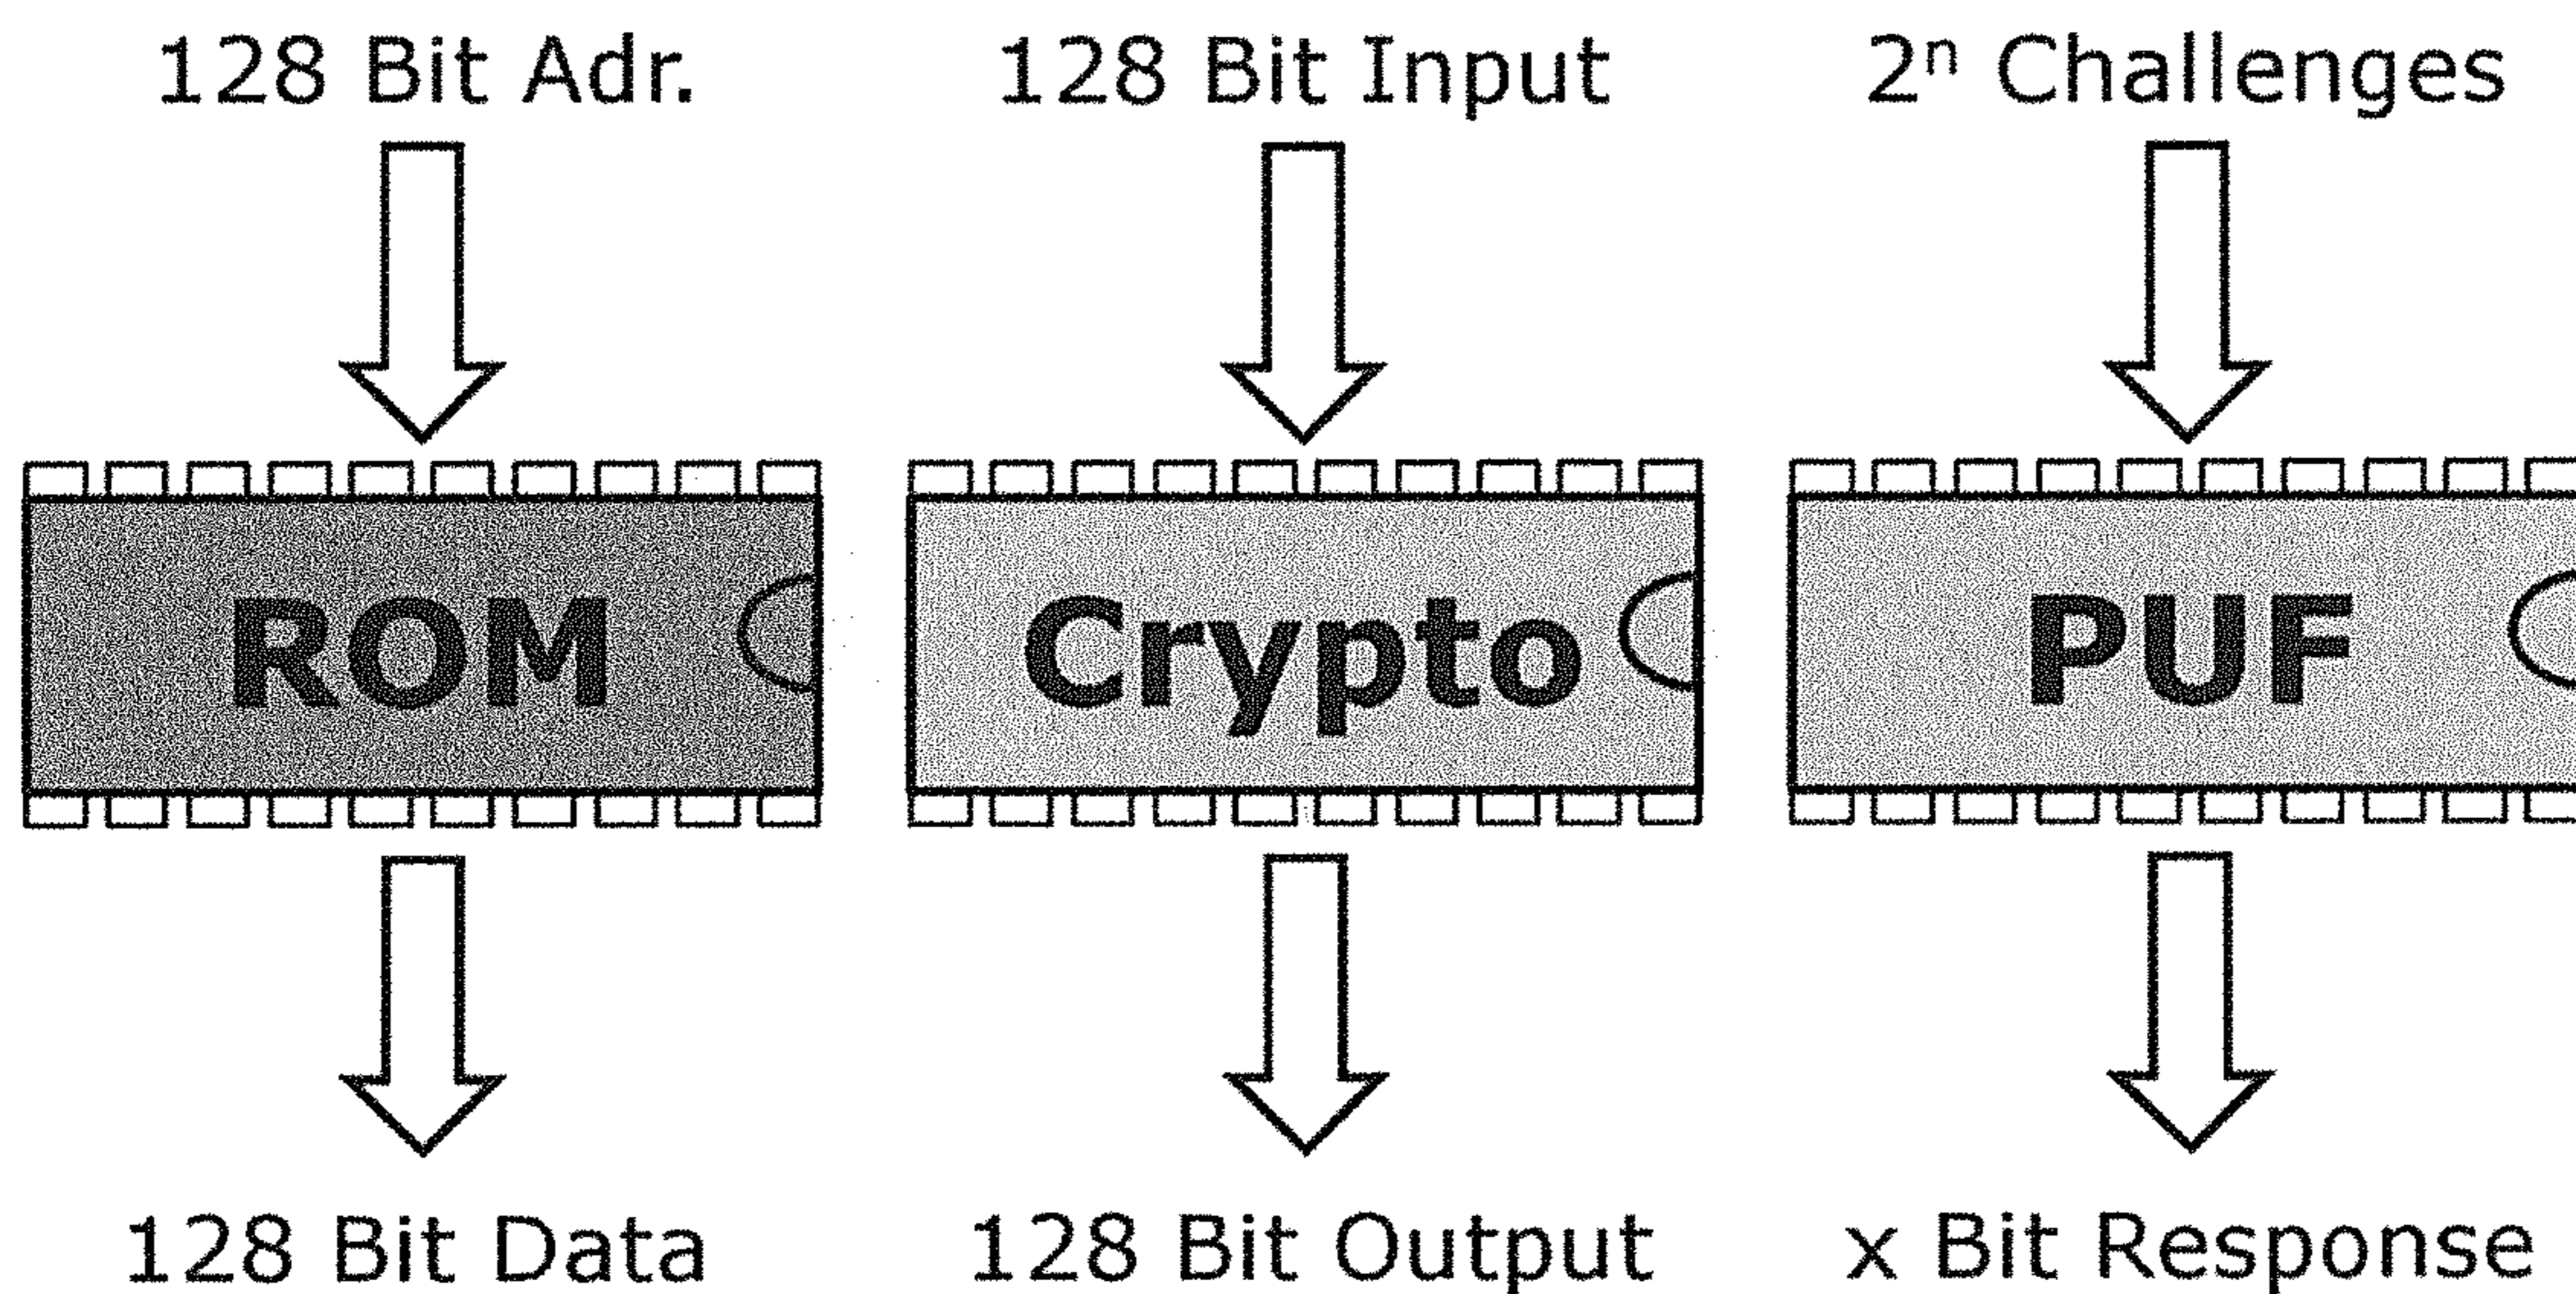 128 Bit Adr.
128 Bit Input
2ⁿ Challenges
ROM
Crypto
PUF
128 Bit Data
128 Bit Output
x Bit Response